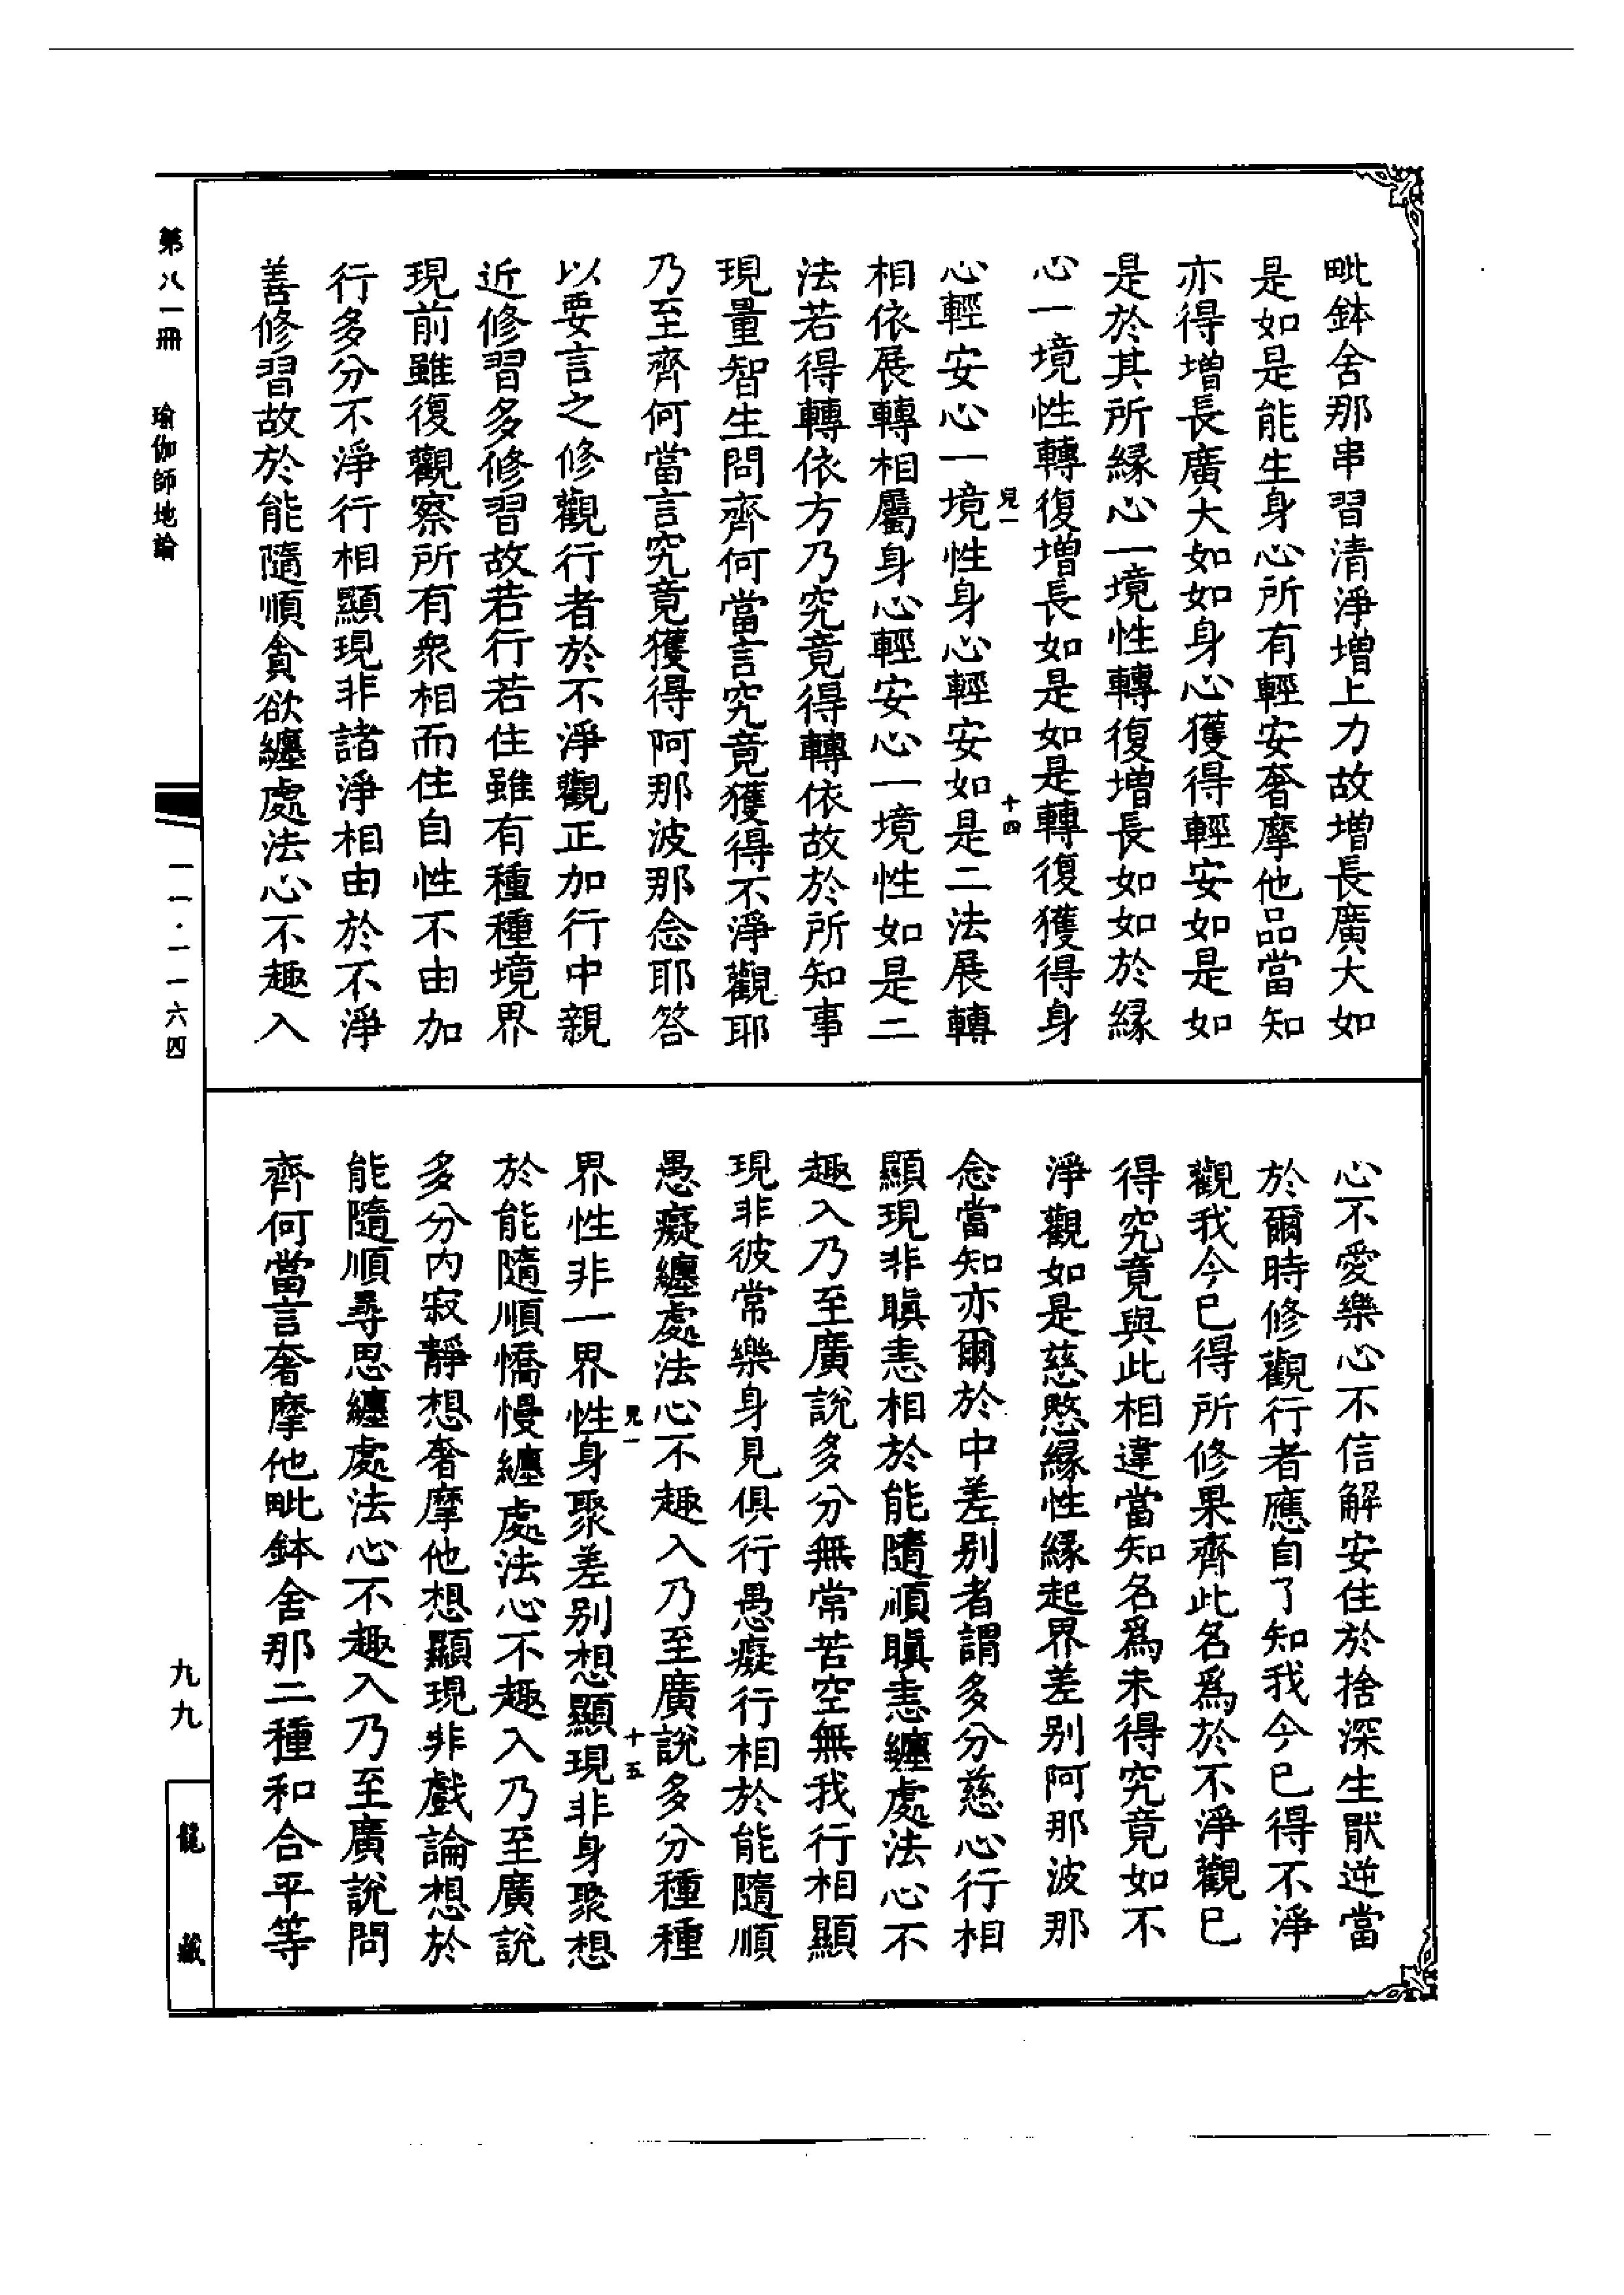 毗鉢舍那串習清淨增上力故增長廣大如
是如是能生身心所有輕安奢摩他品當知
亦得增長廣大如如身心獲得輕安如是如
是於其所緣心一境性轉復增長如如於緣
心一境性轉復增長如是如是轉復獲得身
皃一 十四
心輕安心一境性身心輕安如是二法展轉
相依展轉相屬身心輕安心一境性如是二
法若得轉依方乃究竟得轉依故於所知事
現量智生問齊何當言究竟獲得不淨觀耶
乃至齊何當言究竟獲得阿那波那念耶答
以要言之修觀行者於不淨觀正加行中親
近修習多修習故若行若住雖有種種境界
現前雖復觀察所有衆相而住自性不由加
行多分不淨行相顯現非諸淨相由於不淨
善修習故於能隨順貪欲纏處法心不趣入
心不愛樂心不信解安住於捨深生厭逆當
於爾時修觀行者應自了知我今已得不淨
觀我今已得所修果齊此名爲於不淨觀已
得究竟與此相違當知名爲未得究竟如不
淨觀如是慈愍緣性緣起界差別阿那波那
念當知亦爾於中差別者謂多分慈心行相
顯現非瞋恚相於能隨順瞋恚纏處法心不
趣入乃至廣說多分無常苦空無我行相顯
現非彼常樂身見俱行愚癡行相於能隨順
愚癡纏處法心不趣入乃至廣說多分種種
皃一 十五
界性非一界性身聚差別想顯現非身聚想
於能隨順憍慢纏處法心不趣入乃至廣說
多分內寂靜想奢摩他想顯現非戲論想於
能隨順尋思纏處法心不趣入乃至廣說問
齊何當言奢摩他毗鉢舍那二種和合平等
第八一冊 瑜伽師地論 一一·一一六四 九九 龍藏